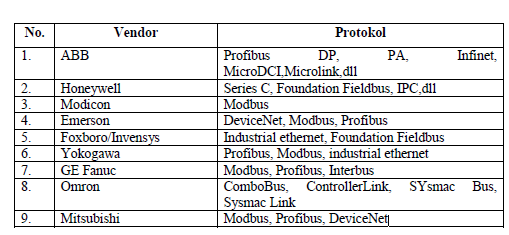 No. Vendor Protokol
1. ABB Profibus DP, PA, Infinet,
MicroDCI,Microlink,dll
2. Honeywell Series C, Foundation Fieldbus, IPC,dll
3. Modicon Modbus
4. Emerson DeviceNet, Modbus, Profibus
5. Foxboro/Invensys Industrial ethernet, Foundation Fieldbus
6. Yokogawa Profibus, Modbus, industrial ethernet
7. GE Fanuc Modbus, Profibus, Interbus
8. Omron ComboBus, ControllerLink, SYsmac Bus,
Sysmac Link
9. Mitsubishi Modbus, Profibus, DeviceNet